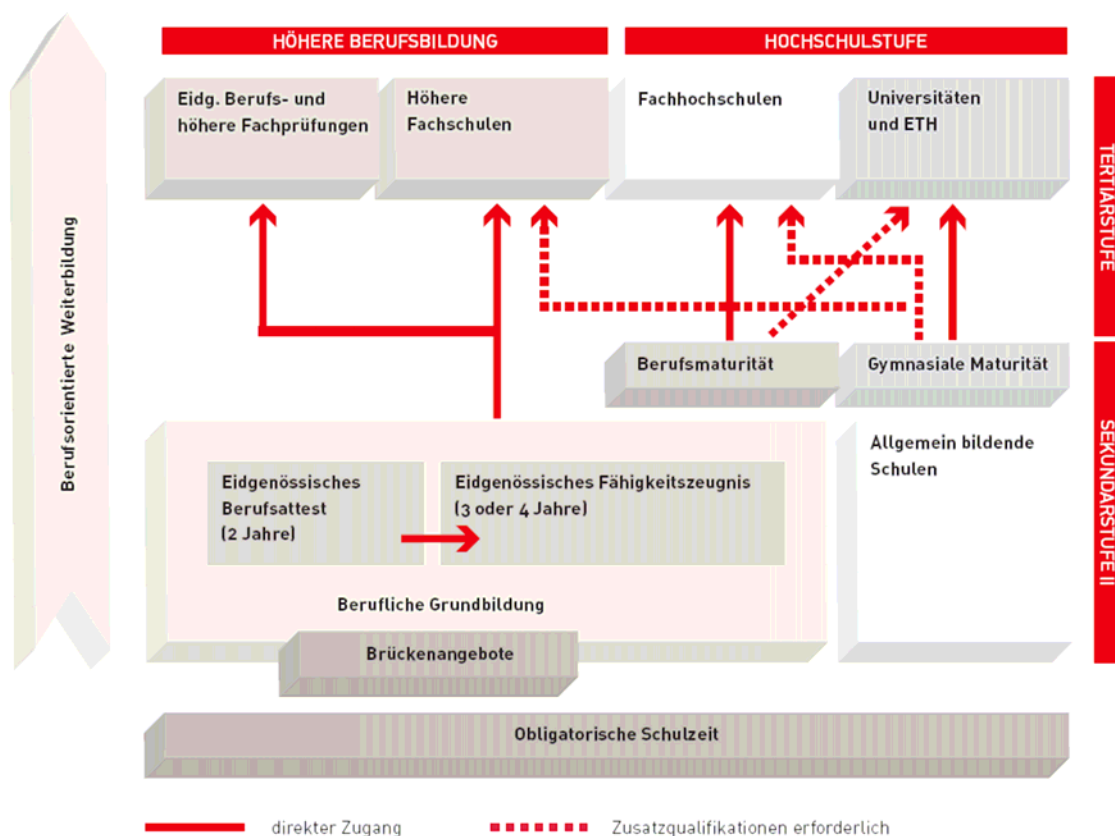 HÖHERE BERUFSBILDUNG
HOCHSCHULSTUFE
Eidg. Berufs- und
höhere Fachprüfungen
Höhere
Fachschulen
Fachhochschulen
Universitäten
und ETH
TERTIÄRSTUFE
Berufsorientierte Weiterbildung
Berufsmaturität
Gymnasiale Maturität
SEKUNDARSTUFE II
Allgemein bildende
Schulen
Eidgenössisches
Berufsattest
(2 Jahre)
Eidgenössisches Fähigkeitszeugnis
(3 oder 4 Jahre)
Berufliche Grundbildung
Brückenangebote
Obligatorische Schulzeit
direkter Zugang
Zusatzqualifikationen erforderlich